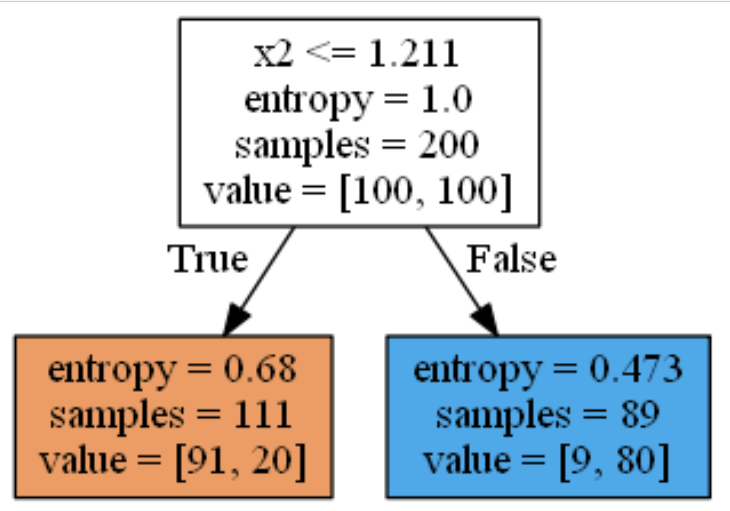 x2 <= 1.211
entropy = 1.0
samples = 200
value = [100, 100]
True
False
entropy = 0.68
samples = 111
value = [91, 20]
entropy = 0.473
samples = 89
value = [9, 80]